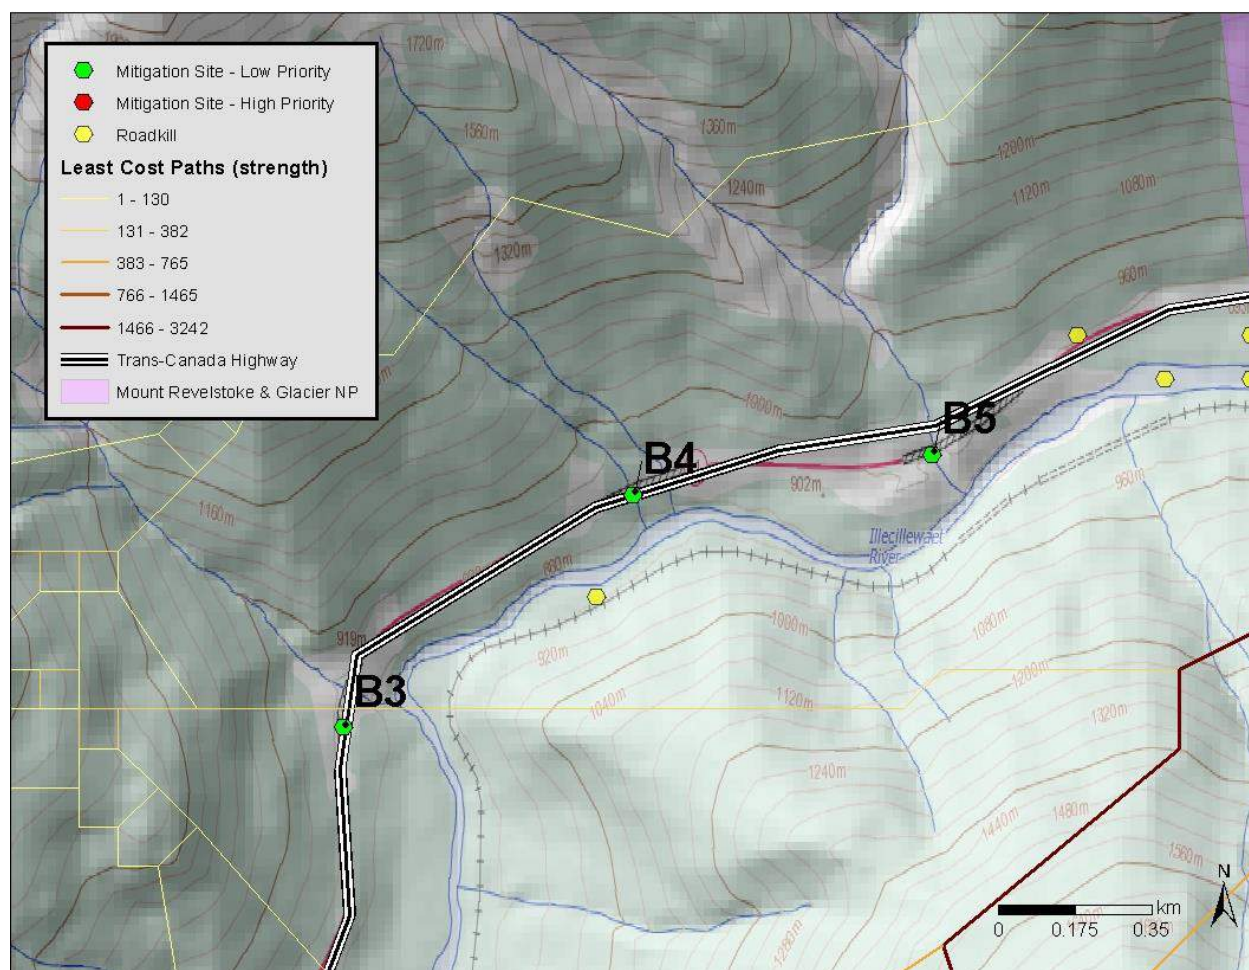 1720m
1560m
1360m
1240m
1320m
1200m
1120m
1080m
960m
Mitigation Site - Low Priority
Mitigation Site - High Priority
Roadkill
Least Cost Paths (strength)
1 - 130
131 - 382
383 - 765
766 - 1465
1466 - 3242
Trans-Canada Highway
Mount Revelstoke & Glacier NP
1000m
B5
B4
902m
960m
1160m
Illecillewaet
River
880m
919m
920m
1000m
1080m
B3
1040m
1120m
1200m
1320m
1240m
1440m
1480m
1560m
1280m
N
km
0 0.175 0.35